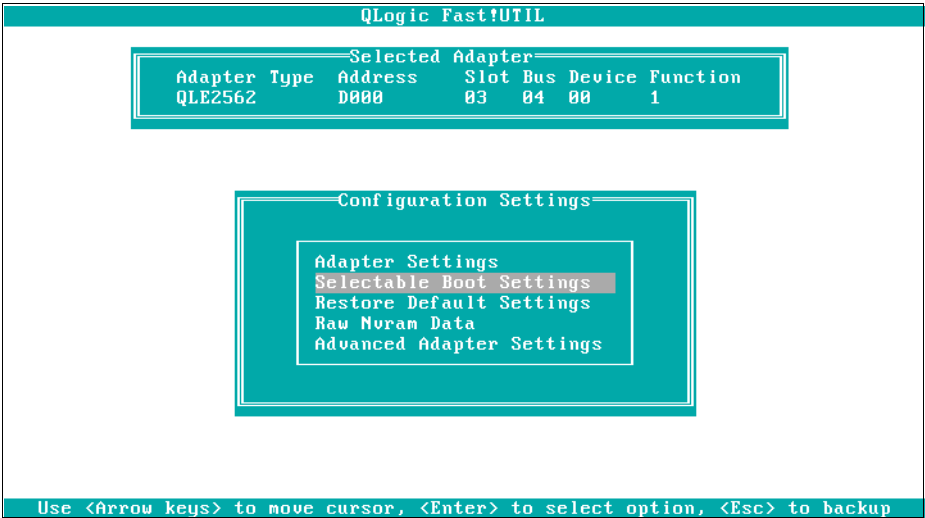 QLogic Fast!UTIL
Selected Adapter
Adapter Type Address Slot Bus Device Function
QLE2562 D000 03 04 00 1
Configuration Settings
Adapter Settings
Selectable Boot Settings
Restore Default Settings
Raw Nvram Data
Advanced Adapter Settings
Use <Arrow keys> to move cursor, <Enter> to select option, <Esc> to backup